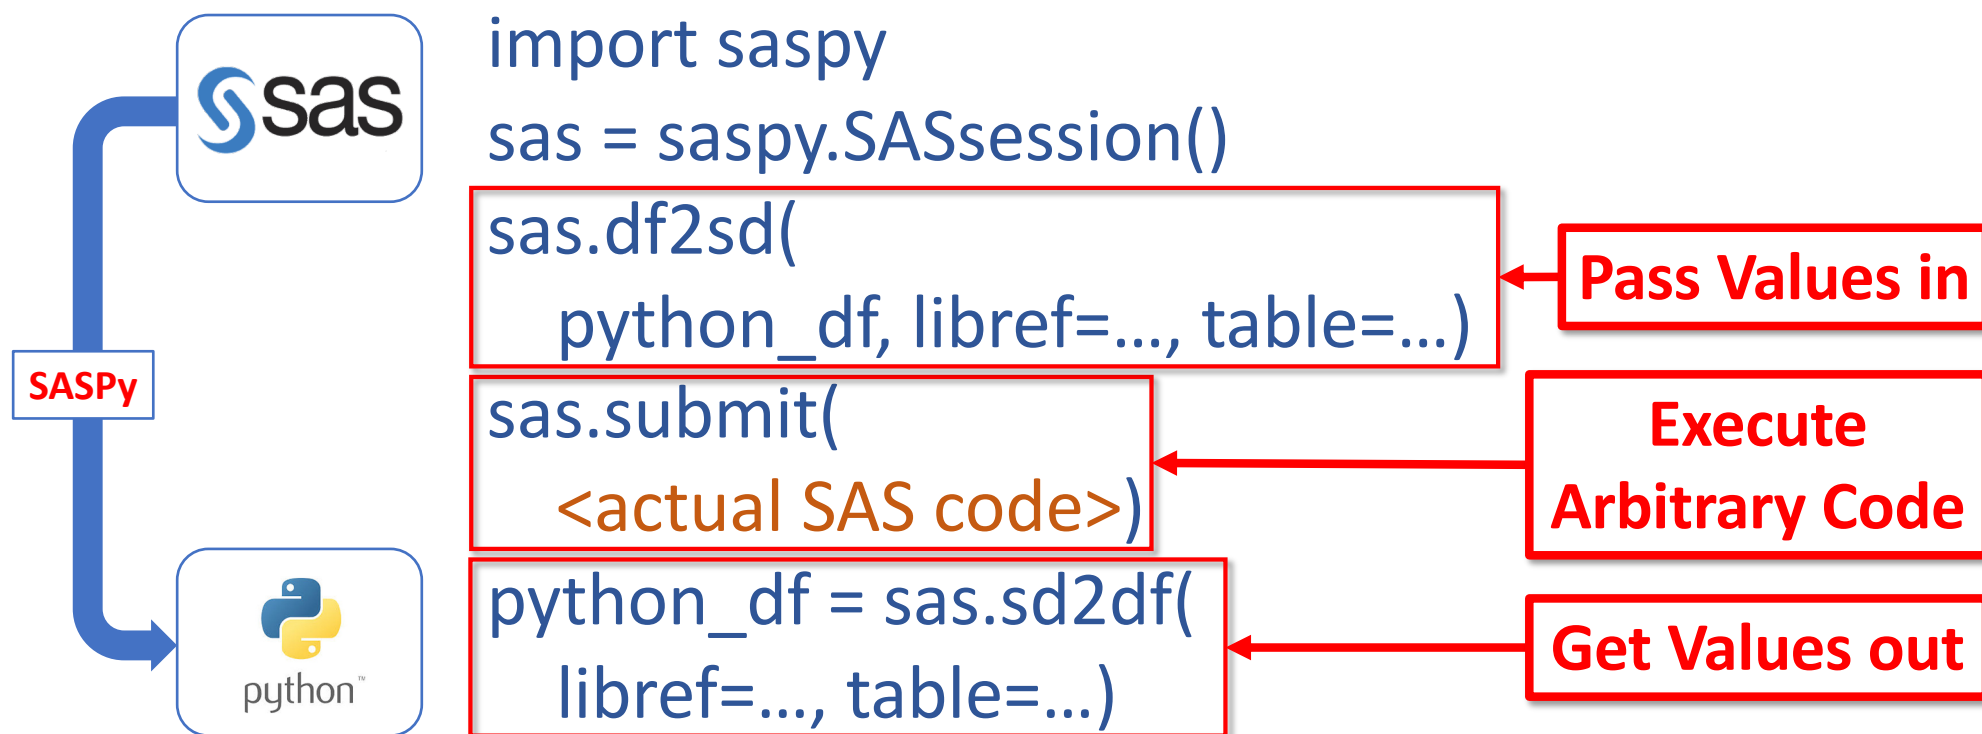 sas
import saspy
sas = saspy.SASsession()
sas.df2sd(
python_df, libref=…, table=…)
Pass Values in
SASPy
sas.submit(
<actual SAS code>)
Execute
Arbitrary Code
python_df = sas.sd2df(
libref=…, table=…)
Get Values out
python™